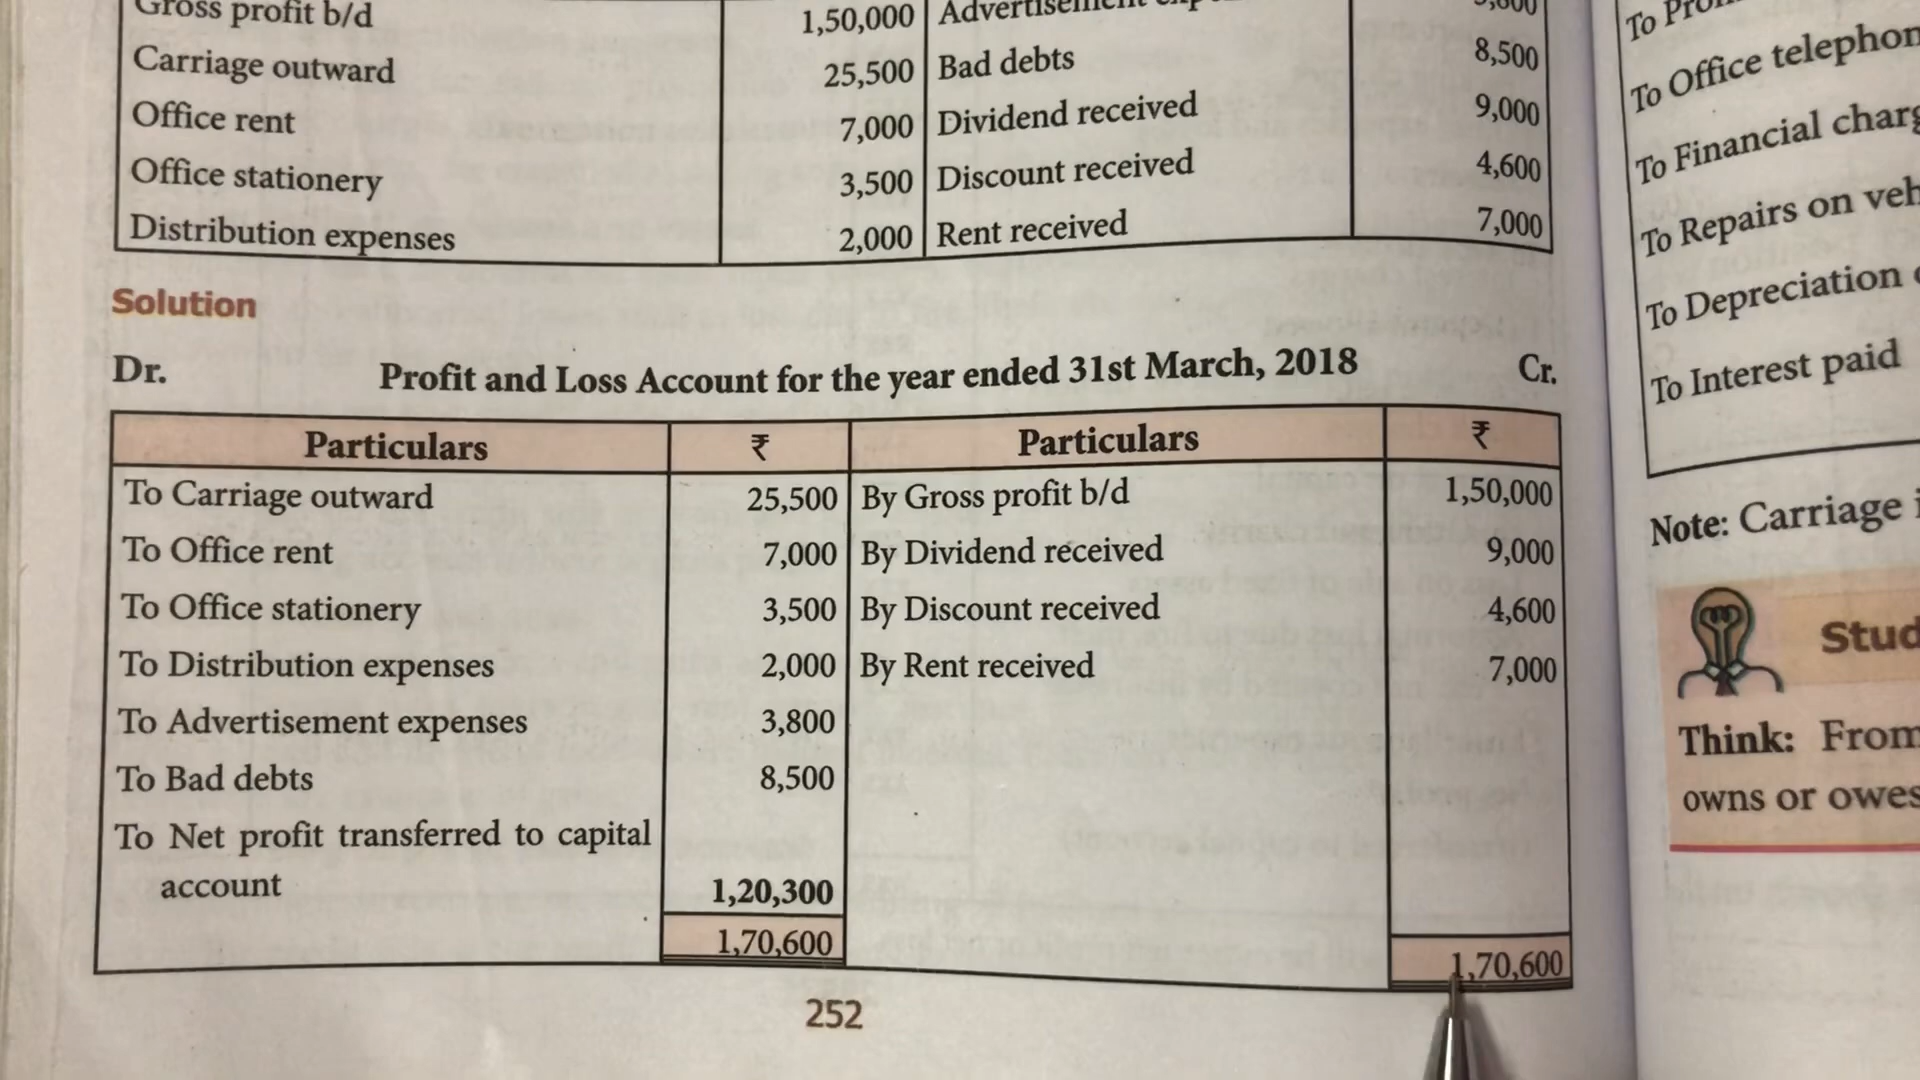 Gross profit b/d 1,50,000
Carriage outward 25,500 Bad debts 8,500
Office rent 7,000 Dividend received 9,000
Office stationery 3,500 Discount received 4,600
Distribution expenses 2,000 Rent received 7,000
Solution
Dr. Profit and Loss Account for the year ended 31st March, 2018 Cr.
Particulars ₹ Particulars ₹
To Carriage outward 25,500 By Gross profit b/d 1,50,000
To Office rent 7,000 By Dividend received 9,000
To Office stationery 3,500 By Discount received 4,600
To Distribution expenses 2,000 By Rent received 7,000
To Advertisement expenses 3,800
To Bad debts 8,500
To Net profit transferred to capital
account 1,20,300
1,70,600 1,70,600
252
To
To Office
To Financial
To Repairs on
To Depreciation
To Interest paid
Note: Carriage
Think: From
owns or owes